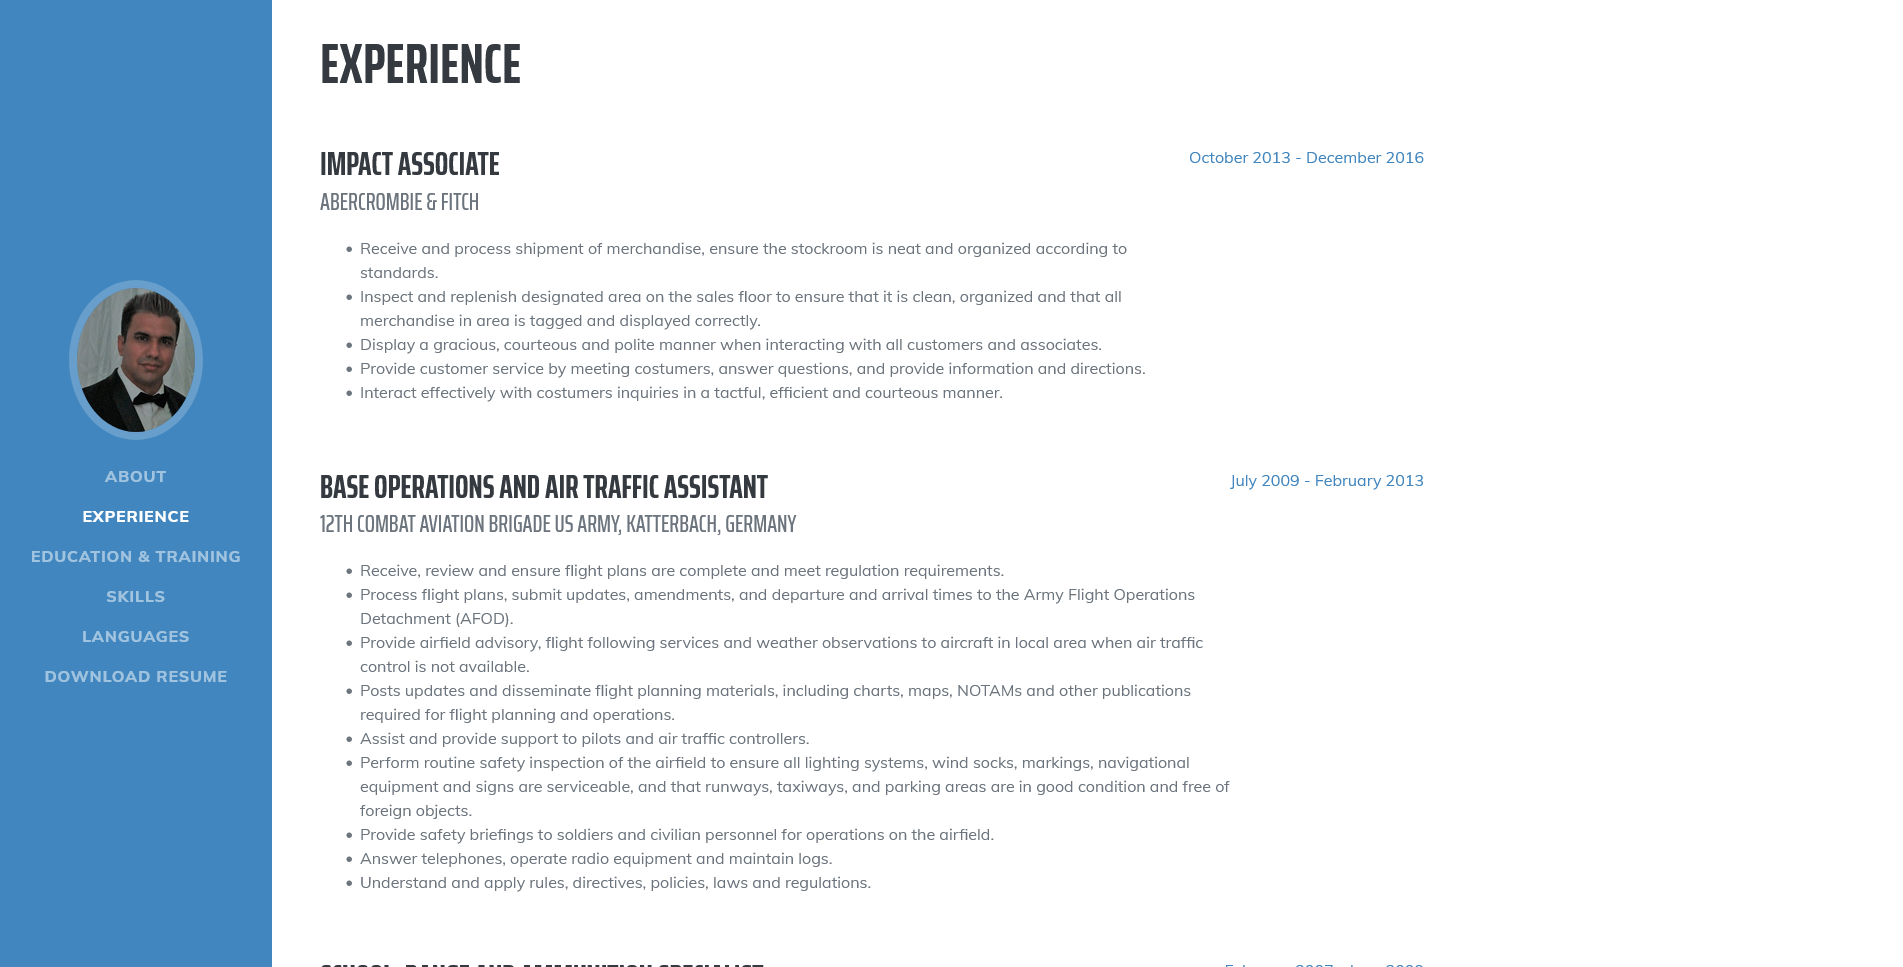 ABOUT
EXPERIENCE
EDUCATION & TRAINING
SKILLS
LANGUAGES
DOWNLOAD RESUME
EXPERIENCE
IMPACT ASSOCIATE
October 2013 - December 2016
ABERCROMBIE & FITCH
• Receive and process shipment of merchandise, ensure the stockroom is neat and organized according to
standards.
• Inspect and replenish designated area on the sales floor to ensure that it is clean, organized and that all
merchandise in area is tagged and displayed correctly.
• Display a gracious, courteous and polite manner when interacting with all customers and associates.
• Provide customer service by meeting costumers, answer questions, and provide information and directions.
• Interact effectively with costumers inquiries in a tactful, efficient and courteous manner.
BASE OPERATIONS AND AIR TRAFFIC ASSISTANT
July 2009 - February 2013
12TH COMBAT AVIATION BRIGADE US ARMY, KATTERBACH, GERMANY
• Receive, review and ensure flight plans are complete and meet regulation requirements.
• Process flight plans, submit updates, amendments, and departure and arrival times to the Army Flight Operations
Detachment (AFOD).
• Provide airfield advisory, flight following services and weather observations to aircraft in local area when air traffic
control is not available.
• Posts updates and disseminate flight planning materials, including charts, maps, NOTAMs and other publications
required for flight planning and operations.
• Assist and provide support to pilots and air traffic controllers.
• Perform routine safety inspection of the airfield to ensure all lighting systems, wind socks, markings, navigational
equipment and signs are serviceable, and that runways, taxiways, and parking areas are in good condition and free of
foreign objects.
• Provide safety briefings to soldiers and civilian personnel for operations on the airfield.
• Answer telephones, operate radio equipment and maintain logs.
• Understand and apply rules, directives, policies, laws and regulations.